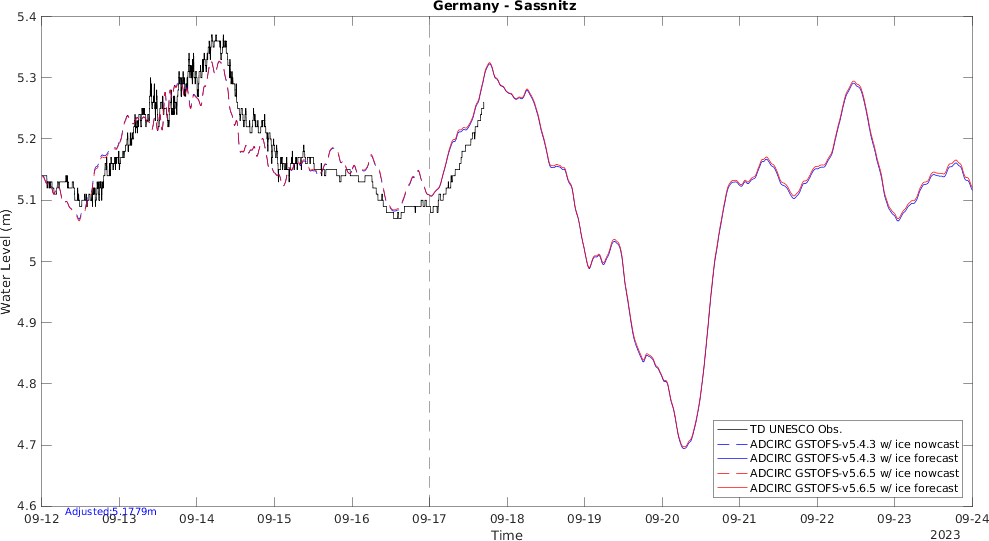 Germany - Sassnitz
5.4
5.3
5.2
5.1
5
4.9
4.8
4.7
4.6
Water Level (m)
TD UNESCO Obs.
ADCIRC GSTOFS-v5.4.3 w/ ice nowcast
ADCIRC GSTOFS-v5.4.3 w/ ice forecast
ADCIRC GSTOFS-v5.6.5 w/ ice nowcast
ADCIRC GSTOFS-v5.6.5 w/ ice forecast
Adjusted:5.1779m
09-12 09-13 09-14 09-15 09-16 09-17 09-18 09-19 09-20 09-21 09-22 09-23 09-24
Time
2023